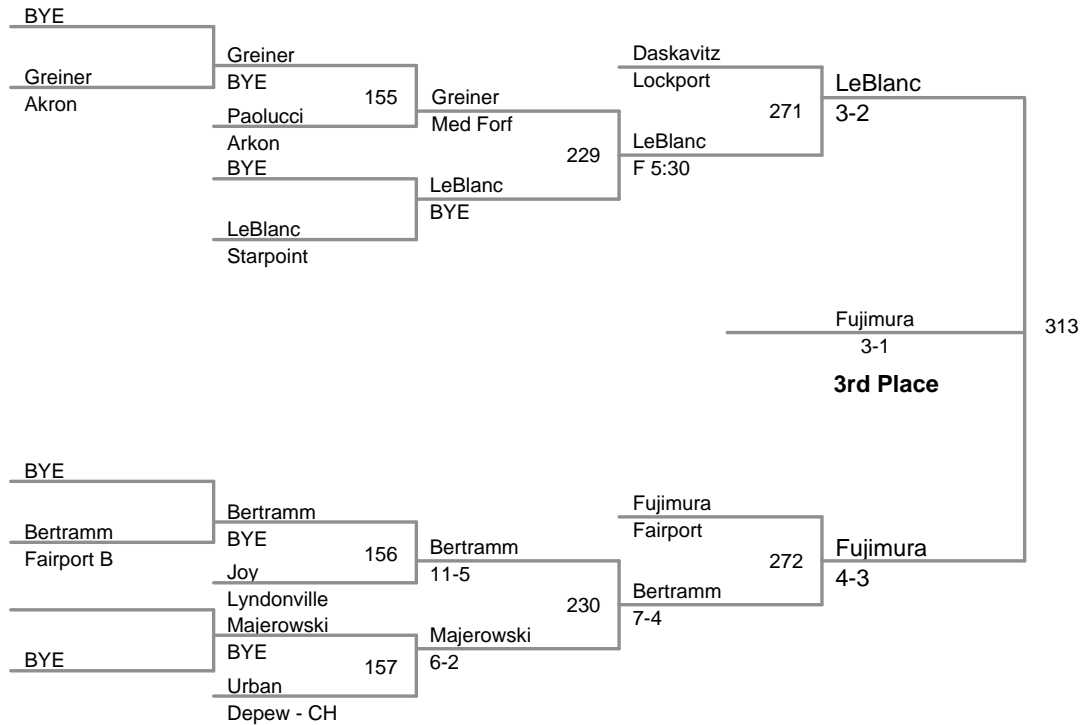 BYE
Greiner
Akron
Greiner
BYE
155
Paolucci
Arkon
BYE
LeBlanc
Starpoint
Greiner
Med Forf
229
LeBlanc
BYE
Daskavitz
Lockport
271
LeBlanc
F 5:30
LeBlanc
3-2
Fujimura
3-1
3rd Place
313
BYE
Bertramm
Fairport B
BYE
Bertramm
BYE
156
Joy
Lyndonville
Majerowski
BYE
157
Urban
Depew - CH
Bertramm
11-5
230
Majerowski
6-2
Fujimura
Fairport
272
Bertramm
7-4
Fujimura
4-3